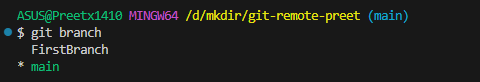 ASUS@Preetx1410 MINGW64 /d/mkdir/git-remote-preet (main)
$ git branch
  FirstBranch
* main